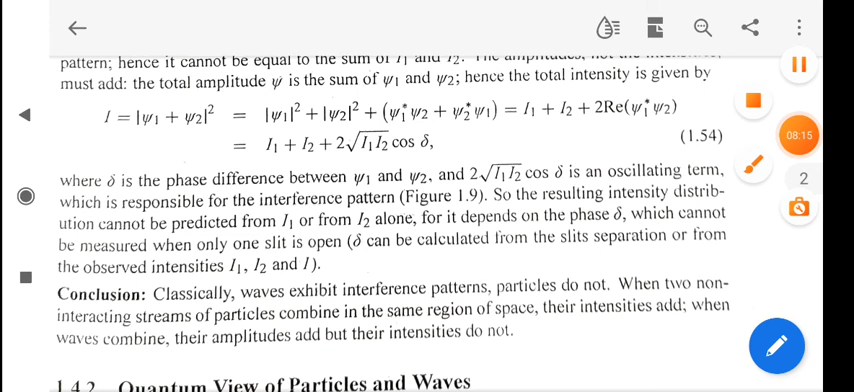 pattern; hence it cannot be equal to the sum of I₁ and I₂. The amplitudes, not the intensities,
must add: the total amplitude ψ is the sum of ψ₁ and ψ₂; hence the total intensity is given by
I = |ψ₁ + ψ₂|² = |ψ₁|² + |ψ₂|² + (ψ₁*ψ₂ + ψ₂*ψ₁) = I₁ + I₂ + 2Re(ψ₁*ψ₂)
= I₁ + I₂ + 2√I₁I₂ cos δ, (1.54)
where δ is the phase difference between ψ₁ and ψ₂, and 2√I₁I₂ cos δ is an oscillating term,
which is responsible for the interference pattern (Figure 1.9). So the resulting intensity distrib-
ution cannot be predicted from I₁ or from I₂ alone, for it depends on the phase δ, which cannot
be measured when only one slit is open (δ can be calculated from the slits separation or from
the observed intensities I₁, I₂ and I).
Conclusion: Classically, waves exhibit interference patterns, particles do not. When two non-
interacting streams of particles combine in the same region of space, their intensities add; when
waves combine, their amplitudes add but their intensities do not.
1.4.2 Quantum View of Particles and Waves
08:15
2